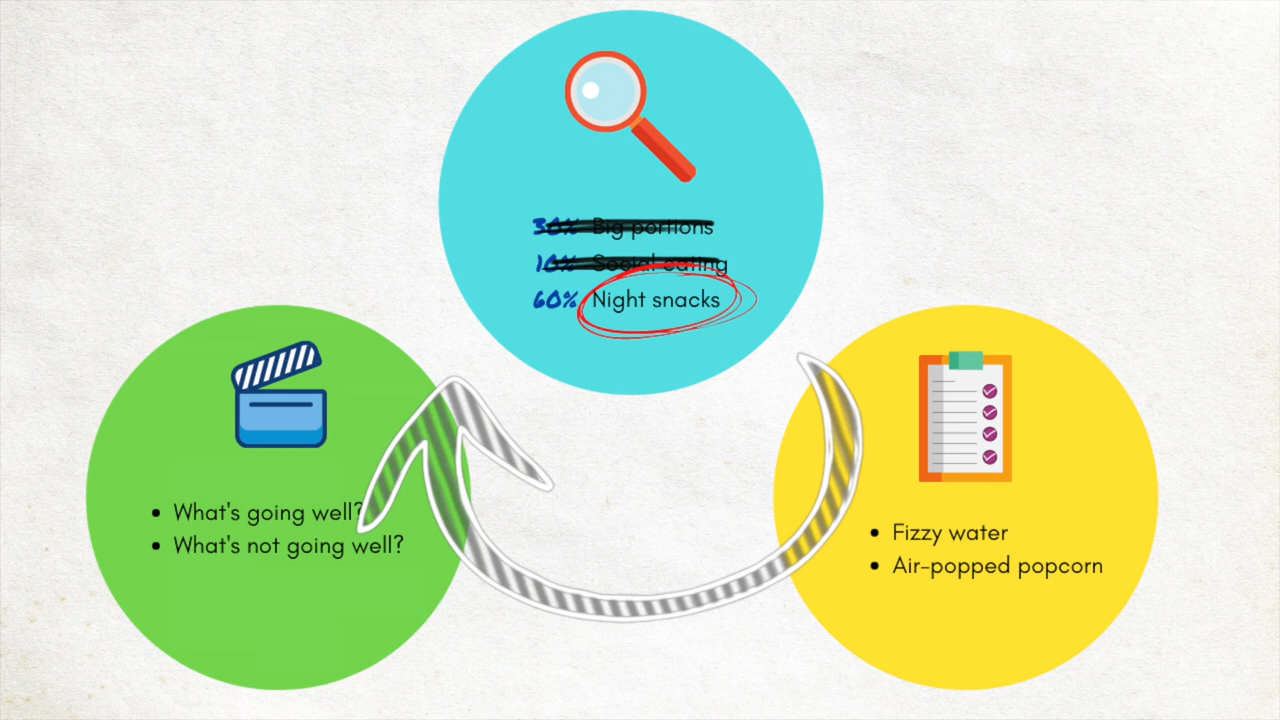 30% Big portions
10% Social eating
60% Night snacks
What's going well?
What's not going well?
Fizzy water
Air-popped popcorn